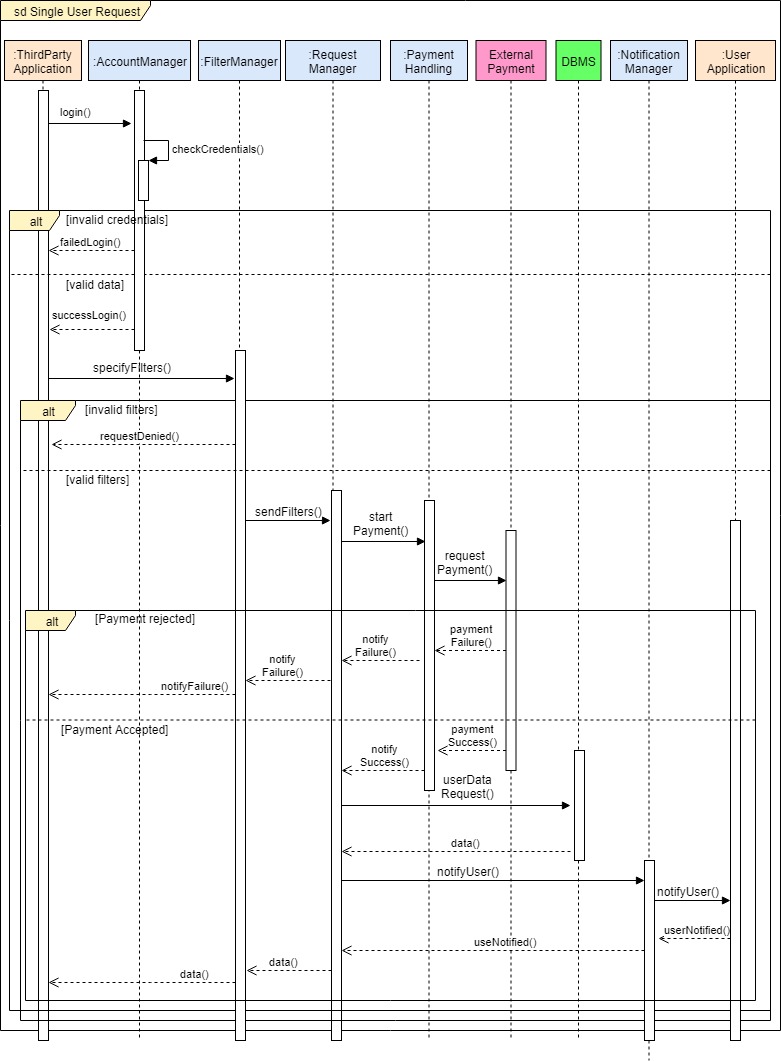 sd Single User Request
:ThirdParty
Application
:AccountManager
:FilterManager
:Request
Manager
:Payment
Handling
External
Payment
DBMS
:Notification
Manager
:User
Application
login()
checkCredentials()
alt
[invalid credentials]
failedLogin()
[valid data]
successLogin()
specifyFIlters()
alt
[invalid filters]
requestDenied()
[valid filters]
sendFilters()
start
Payment()
request
Payment()
alt
[Payment rejected]
payment
Failure()
notify
Failure()
notify
Failure()
notifyFailure()
[Payment Accepted]
payment
Success()
notify
Success()
userData
Request()
data()
notifyUser()
notifyUser()
userNotified()
useNotified()
data()
data()